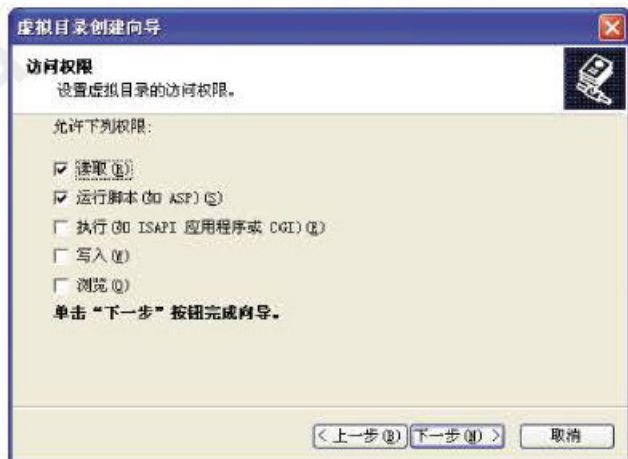 虚拟目录创建向导
访问权限
设置虚拟目录的访问权限。
允许下列权限:
读取(R)
运行脚本(如 ASP)(S)
执行(如 ISAPI 应用程序或 CGI)(E)
写入(W)
浏览(O)
单击“下一步”按钮完成向导。
< 上一步(B) 下一步(N) > 取消